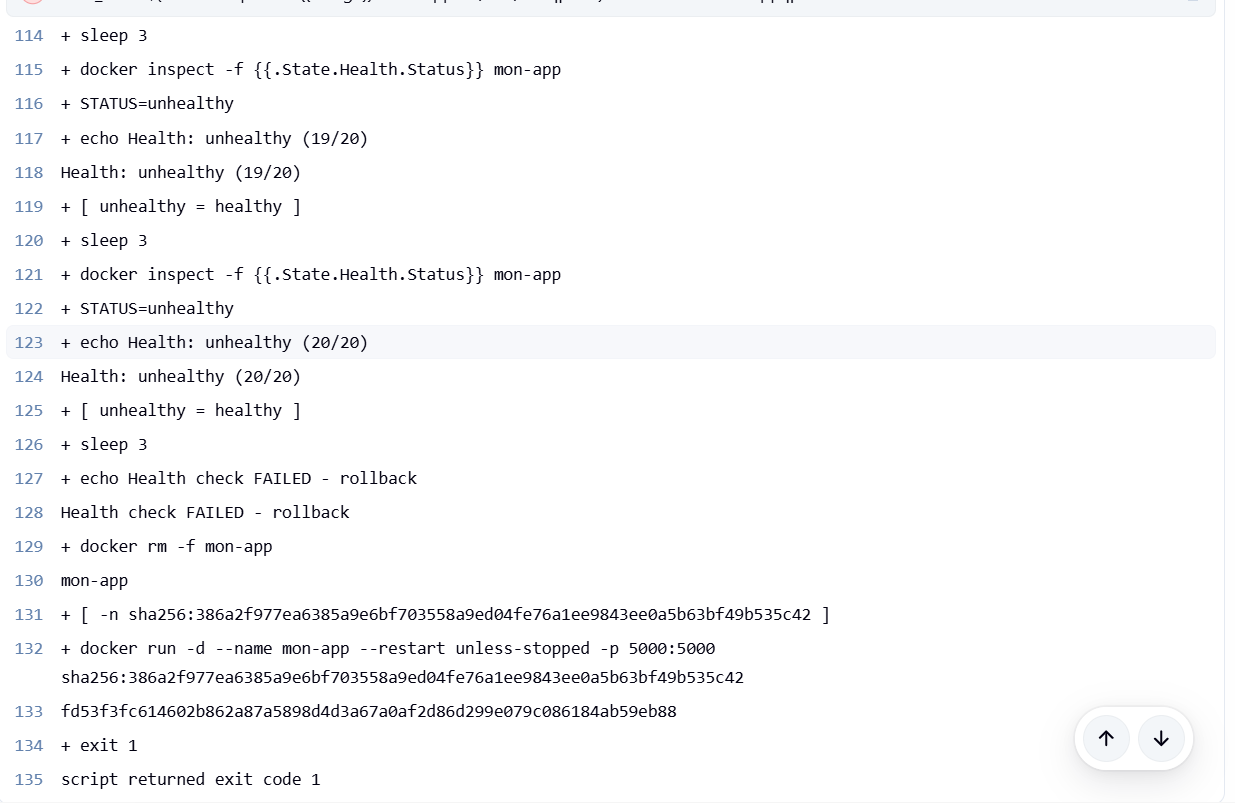 114 + sleep 3
115 + docker inspect -f {{.State.Health.Status}} mon-app
116 + STATUS=unhealthy
117 + echo Health: unhealthy (19/20)
118 Health: unhealthy (19/20)
119 + [ unhealthy = healthy ]
120 + sleep 3
121 + docker inspect -f {{.State.Health.Status}} mon-app
122 + STATUS=unhealthy
123 + echo Health: unhealthy (20/20)
124 Health: unhealthy (20/20)
125 + [ unhealthy = healthy ]
126 + sleep 3
127 + echo Health check FAILED - rollback
128 Health check FAILED - rollback
129 + docker rm -f mon-app
130 mon-app
131 + [ -n sha256:386a2f977ea6385a9e6bf703558a9ed04fe76a1ee9843ee0a5b63bf49b535c42 ]
132 + docker run -d --name mon-app --restart unless-stopped -p 5000:5000
sha256:386a2f977ea6385a9e6bf703558a9ed04fe76a1ee9843ee0a5b63bf49b535c42
133 fd53f3fc614602b862a87a5898d4d3a67a0af2d86d299e079c086184ab59eb88
134 + exit 1
135 script returned exit code 1